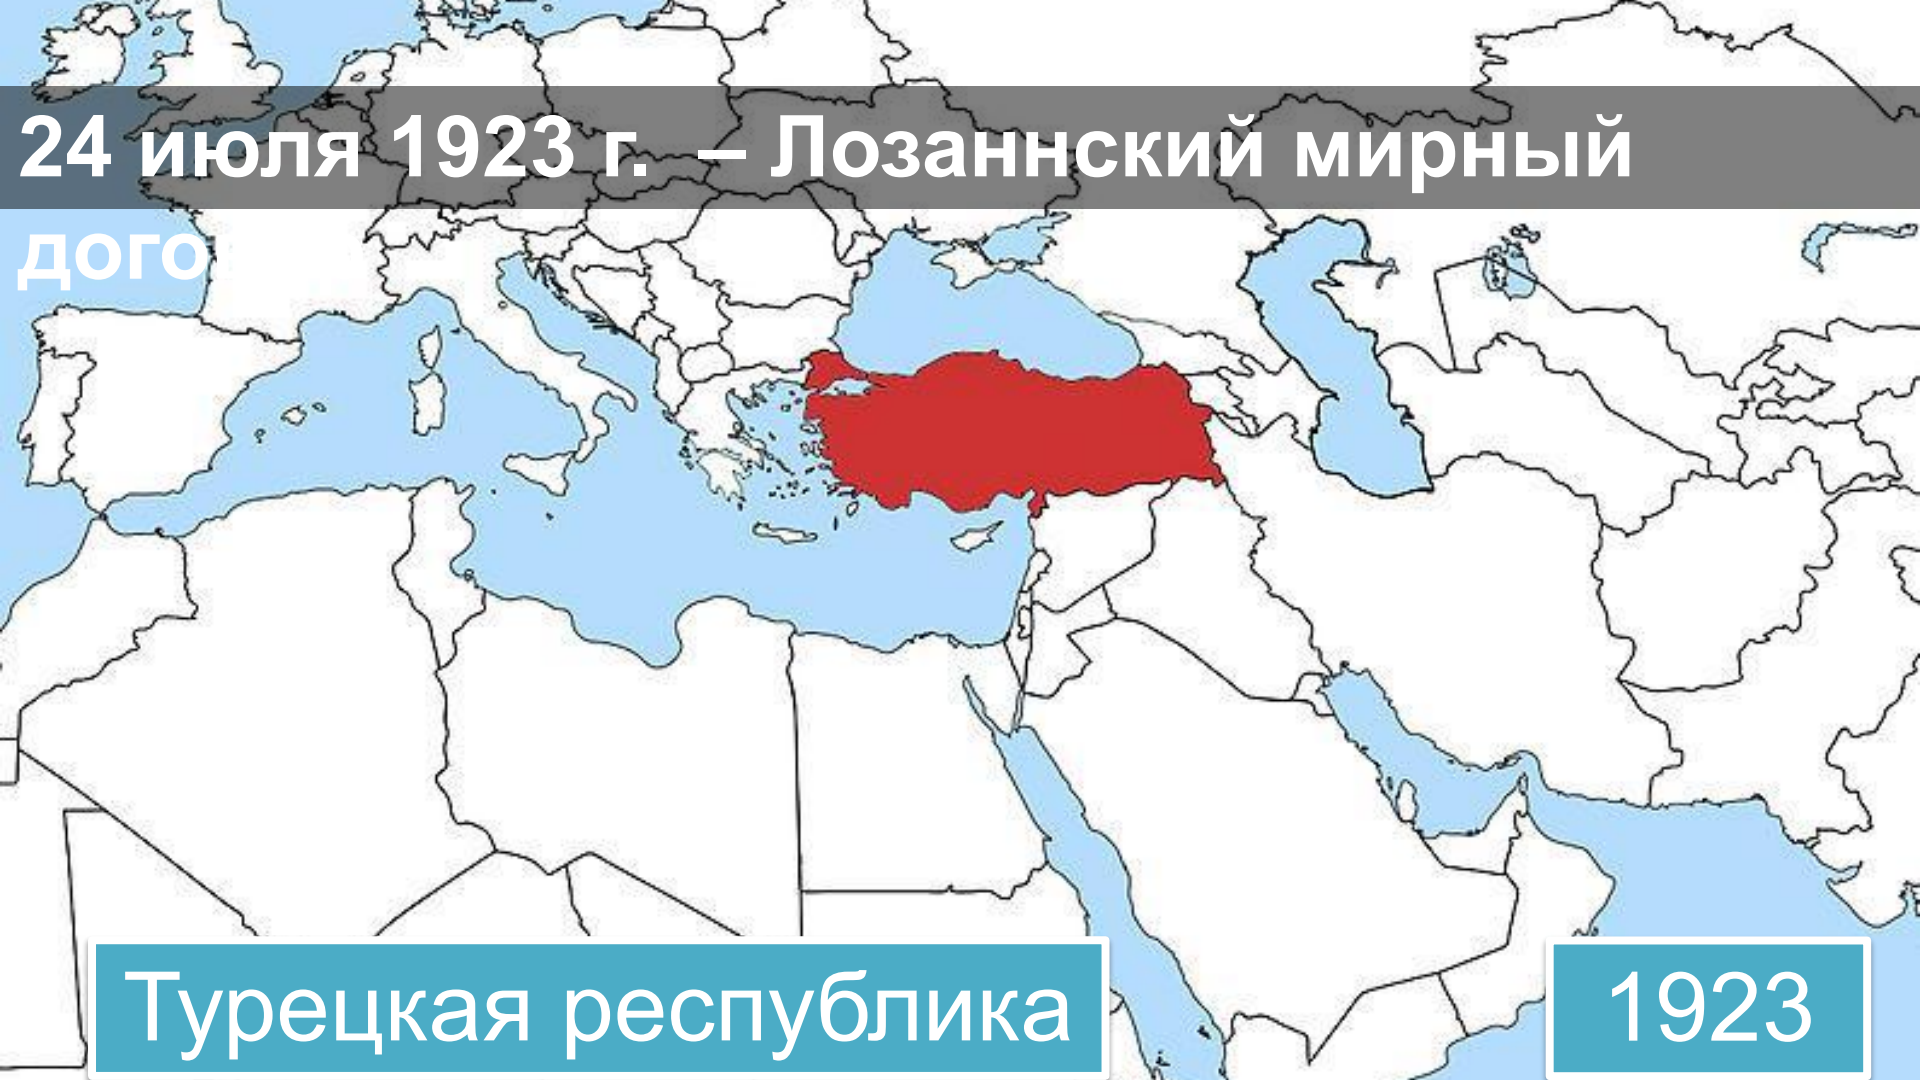 24 июля 1923 г. – Лозаннский мирный
дого
Турецкая республика
1923